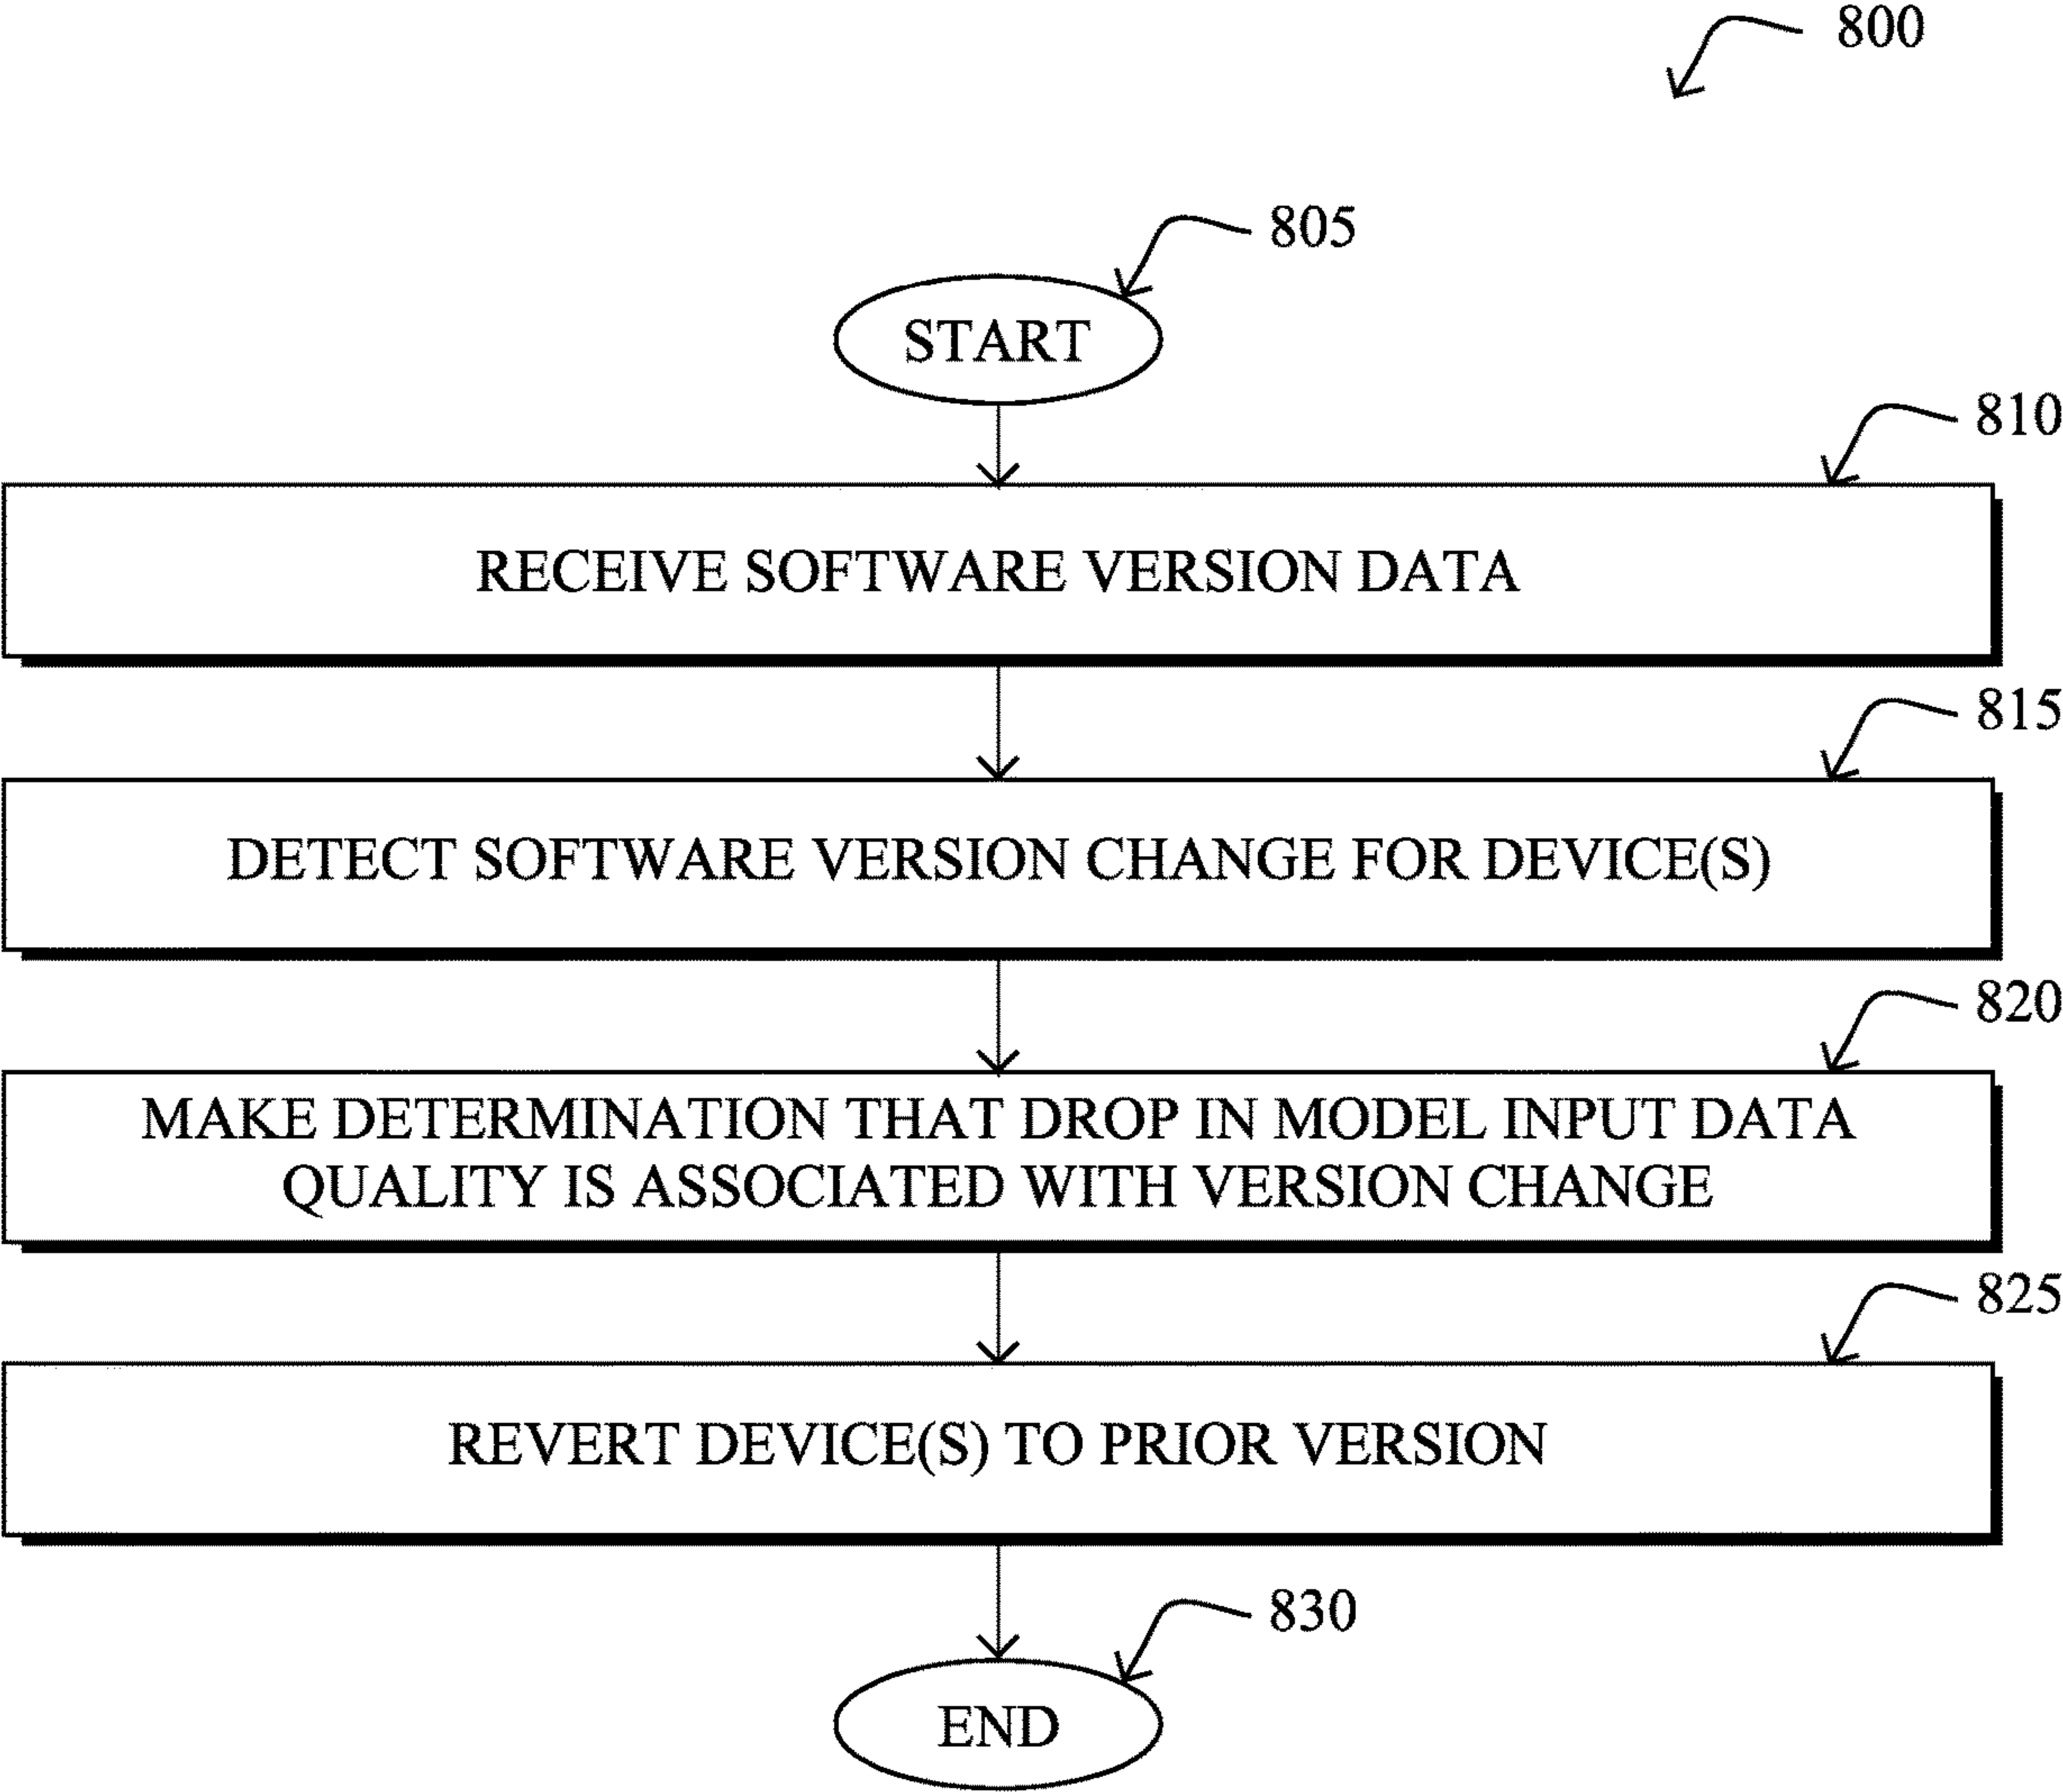 800
805
START
810
RECEIVE SOFTWARE VERSION DATA
815
DETECT SOFTWARE VERSION CHANGE FOR DEVICE(S)
820
MAKE DETERMINATION THAT DROP IN MODEL INPUT DATA
QUALITY IS ASSOCIATED WITH VERSION CHANGE
825
REVERT DEVICE(S) TO PRIOR VERSION
830
END